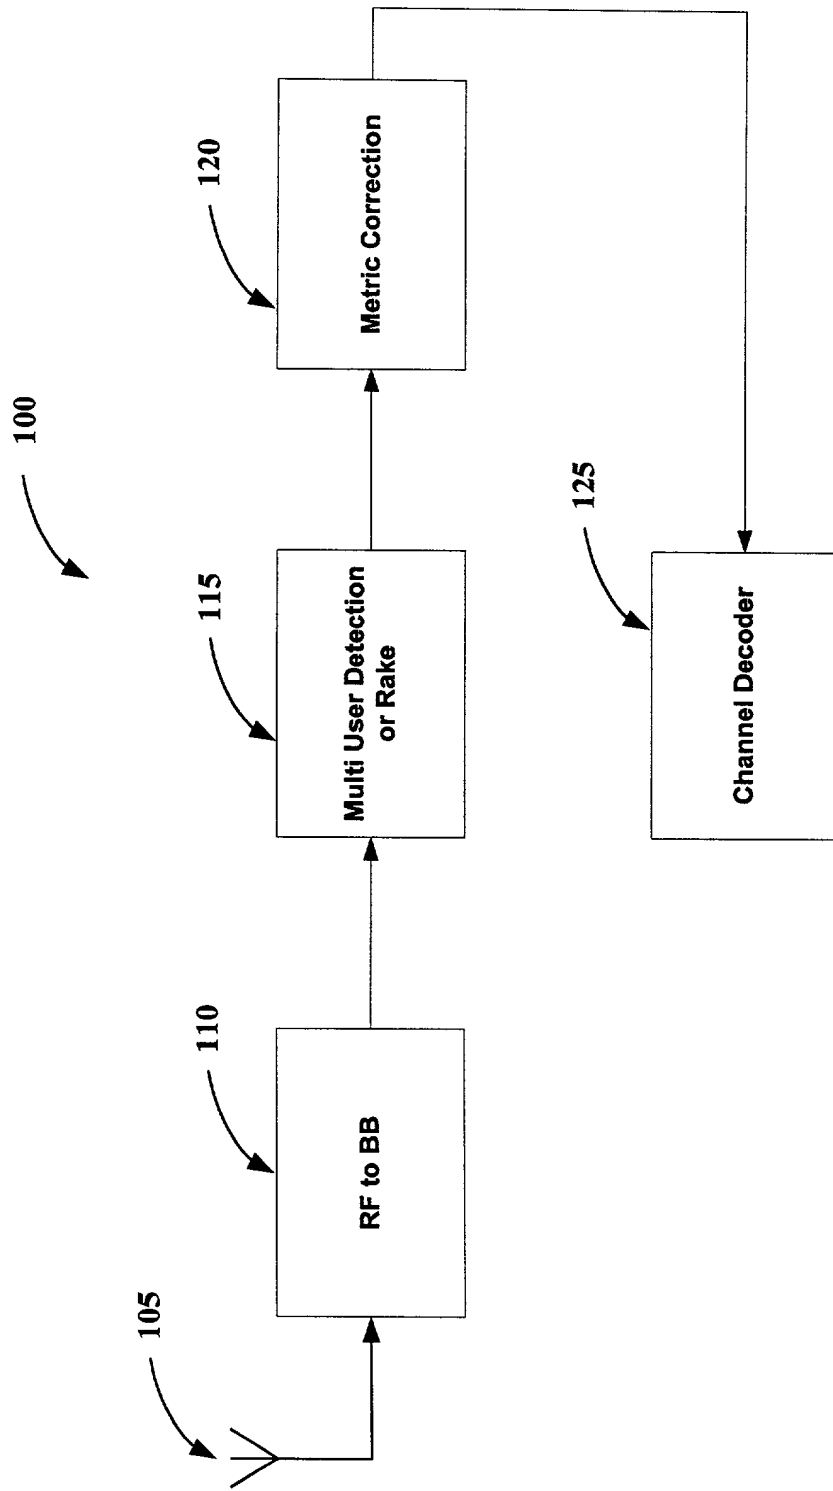 100
105
110
115
120
RF to BB
Multi User Detection
or Rake
Metric Correction
125
Channel Decoder